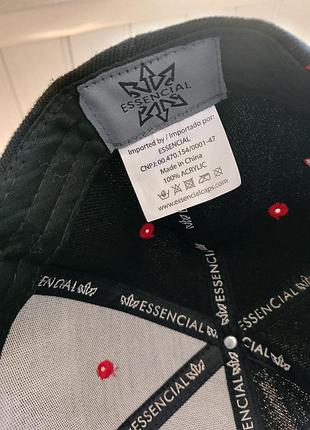 ESSENCIAL
Imported by / Importado por:
ESSENCIAL
CNPJ: 00.470.154/0001-47
Made in China
100% ACRYLIC
www.essencialcaps.com
ESSENCIAL
ESSENCIAL
ESSENCIAL
ESSENCIAL
ESSENCIAL